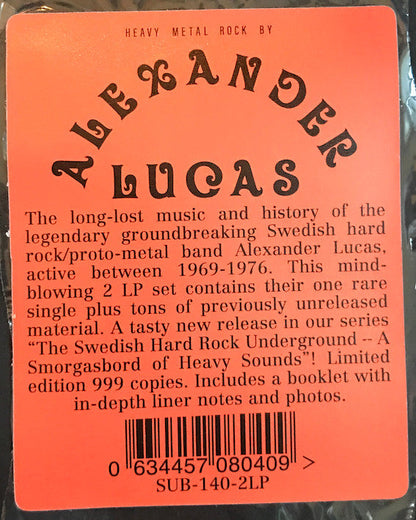 HEAVY METAL ROCK BY
ALEXANDER
LUCAS
The long-lost music and history of the
legendary groundbreaking Swedish hard
rock/proto-metal band Alexander Lucas,
active between 1969-1976. This mind-
blowing 2 LP set contains their one rare
single plus tons of previously unreleased
material. A tasty new release in our series
“The Swedish Hard Rock Underground -- A
Smorgasbord of Heavy Sounds”! Limited
edition 999 copies. Includes a booklet with
in-depth liner notes and photos.
0 634457 080409 >
SUB-140-2LP